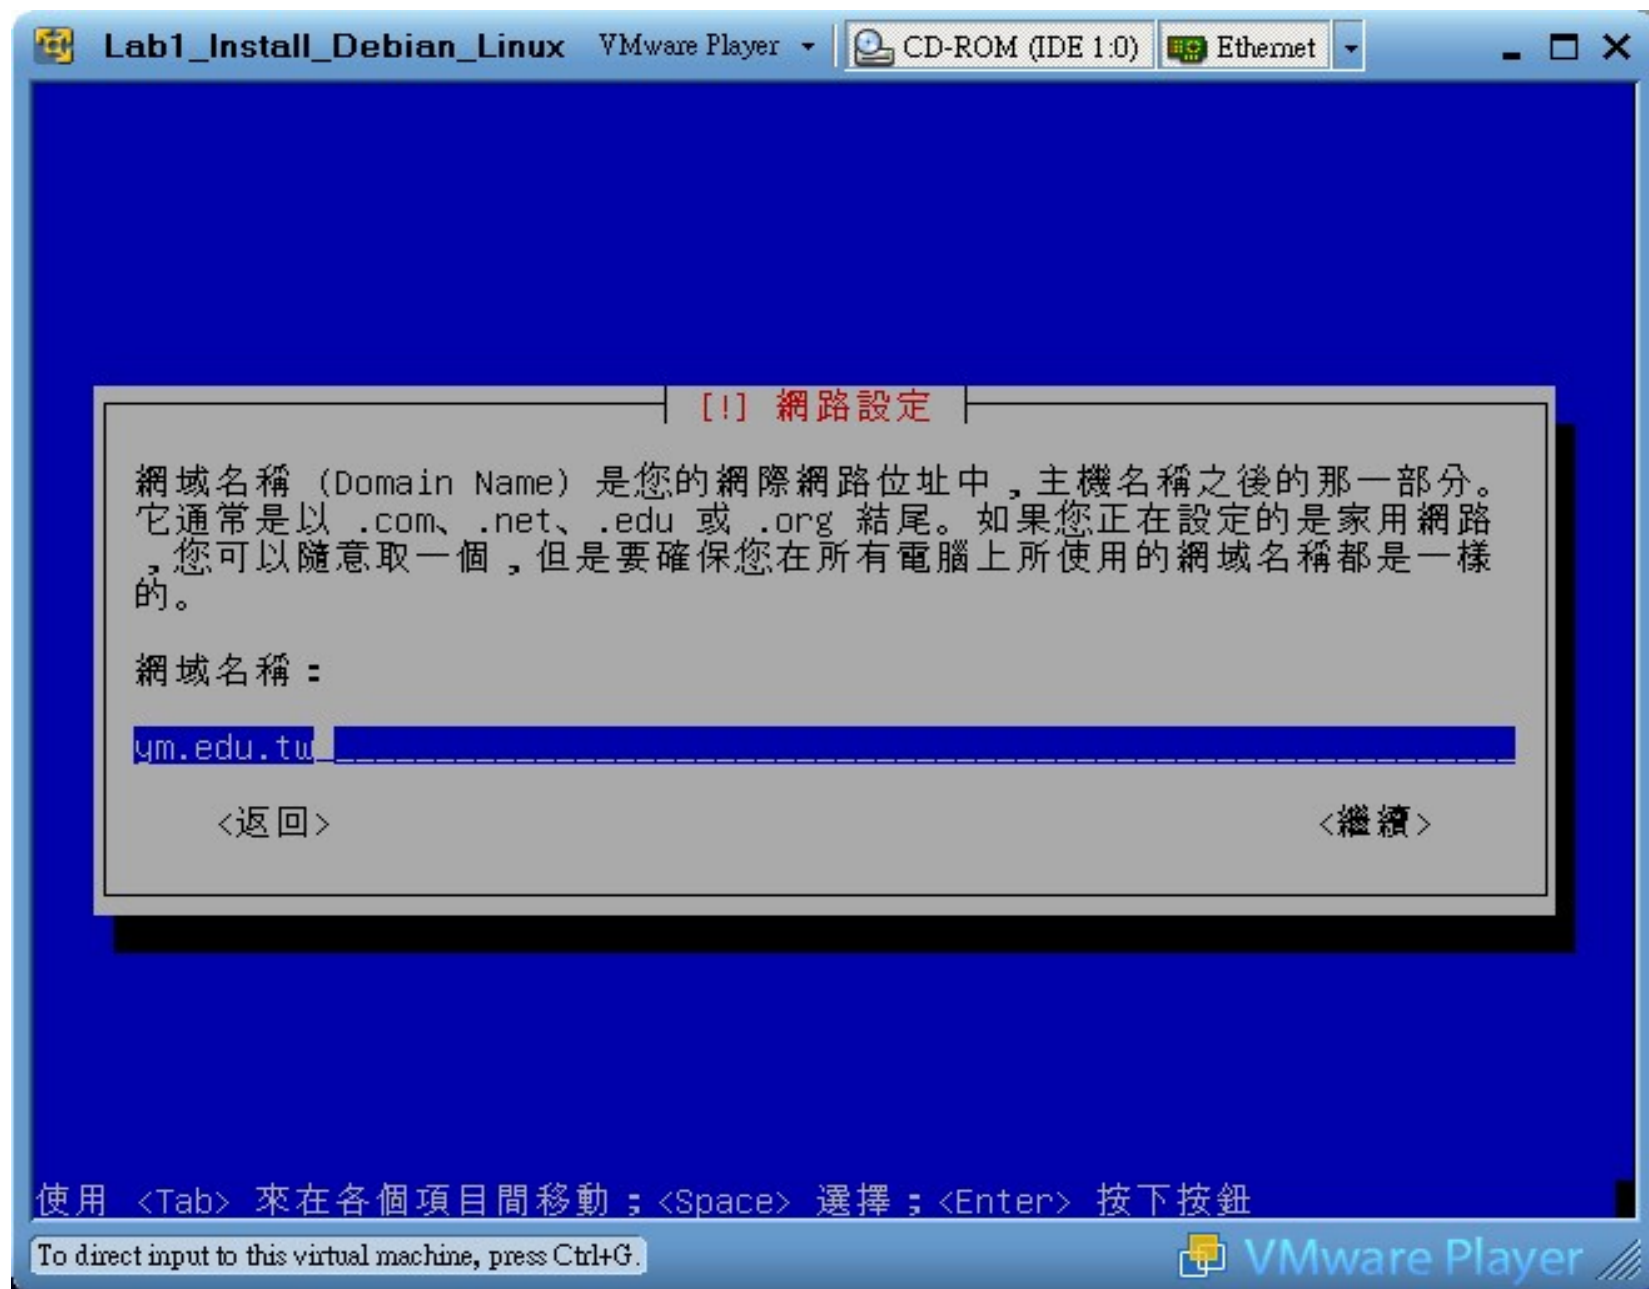 Lab1_Install_Debian_Linux VMware Player CD-ROM (IDE 1:0) Ethernet
[!] 網路設定
網域名稱 (Domain Name) 是您的網際網路位址中，主機名稱之後的那一部分。
它通常是以 .com、.net、.edu 或 .org 結尾。如果您正在設定的是家用網路
，您可以隨意取一個，但是要確保您在所有電腦上所使用的網域名稱都是一樣
的。
網域名稱：
ym.edu.tw
<返回> <繼續>
使用 <Tab> 來在各個項目間移動；<Space> 選擇；<Enter> 按下按鈕
To direct input to this virtual machine, press Ctrl+G. VMware Player